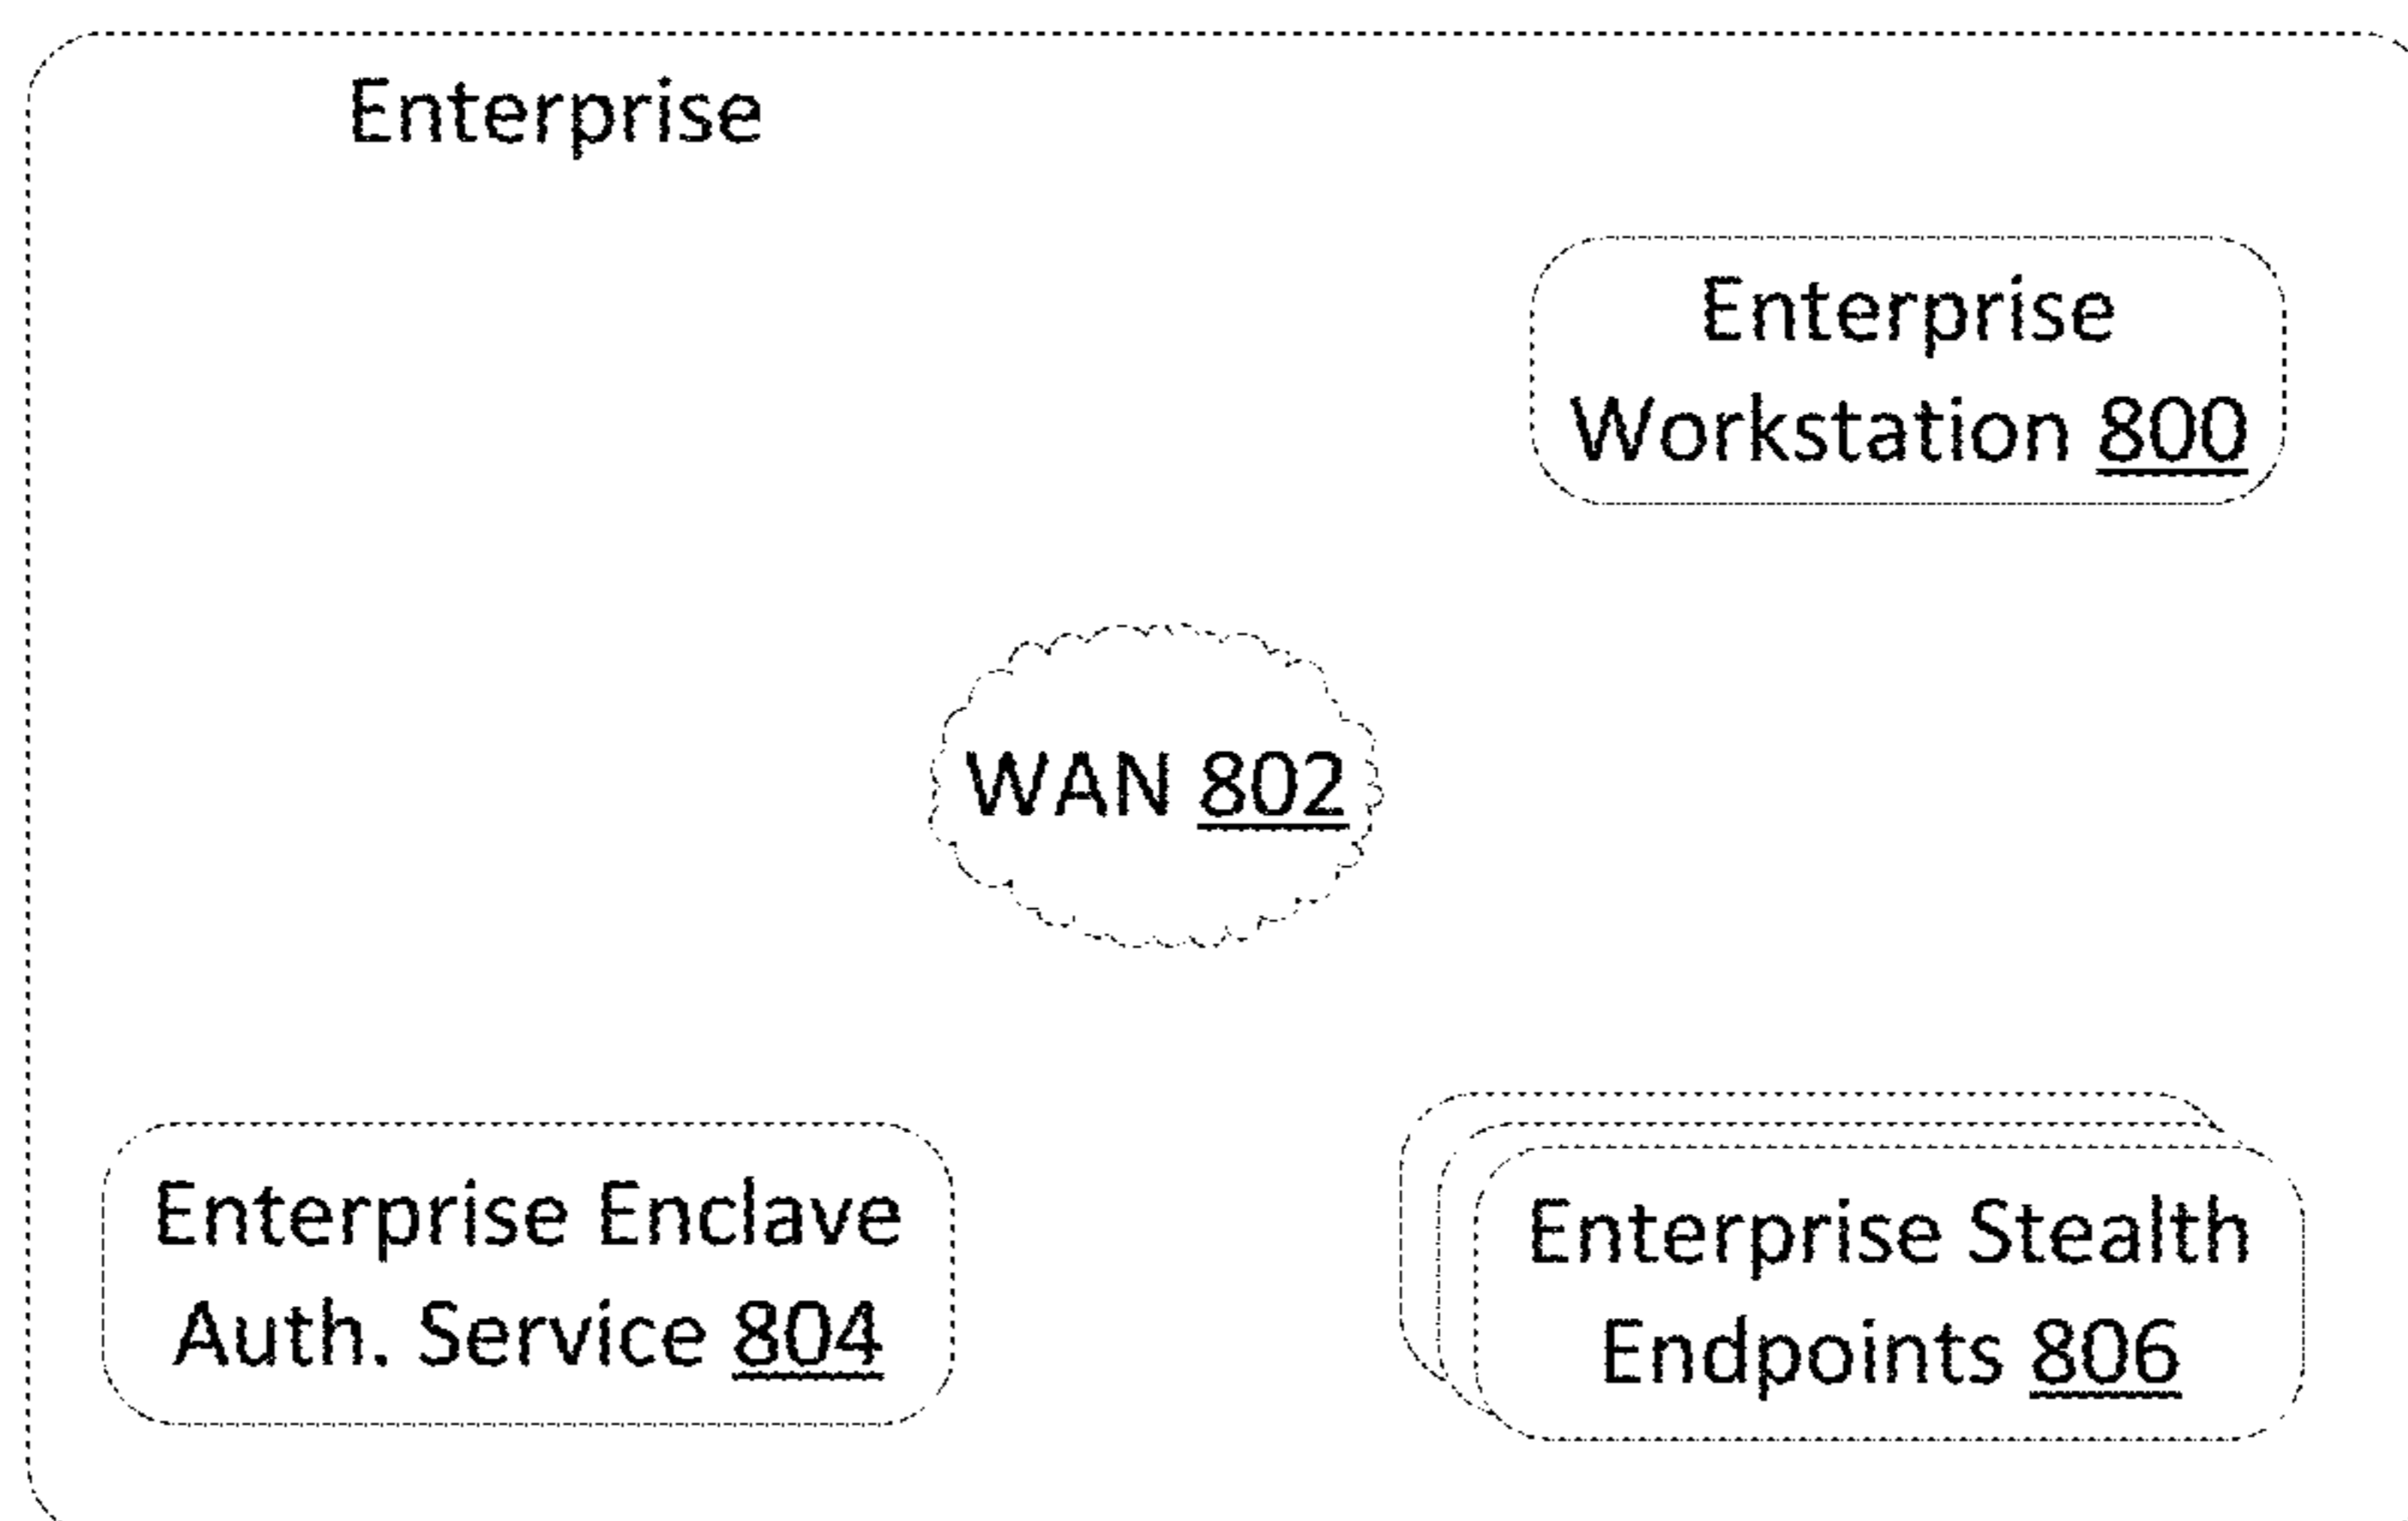 Enterprise
Enterprise
Workstation 800
WAN 802
Enterprise Enclave
Auth. Service 804
Enterprise Stealth
Endpoints 806